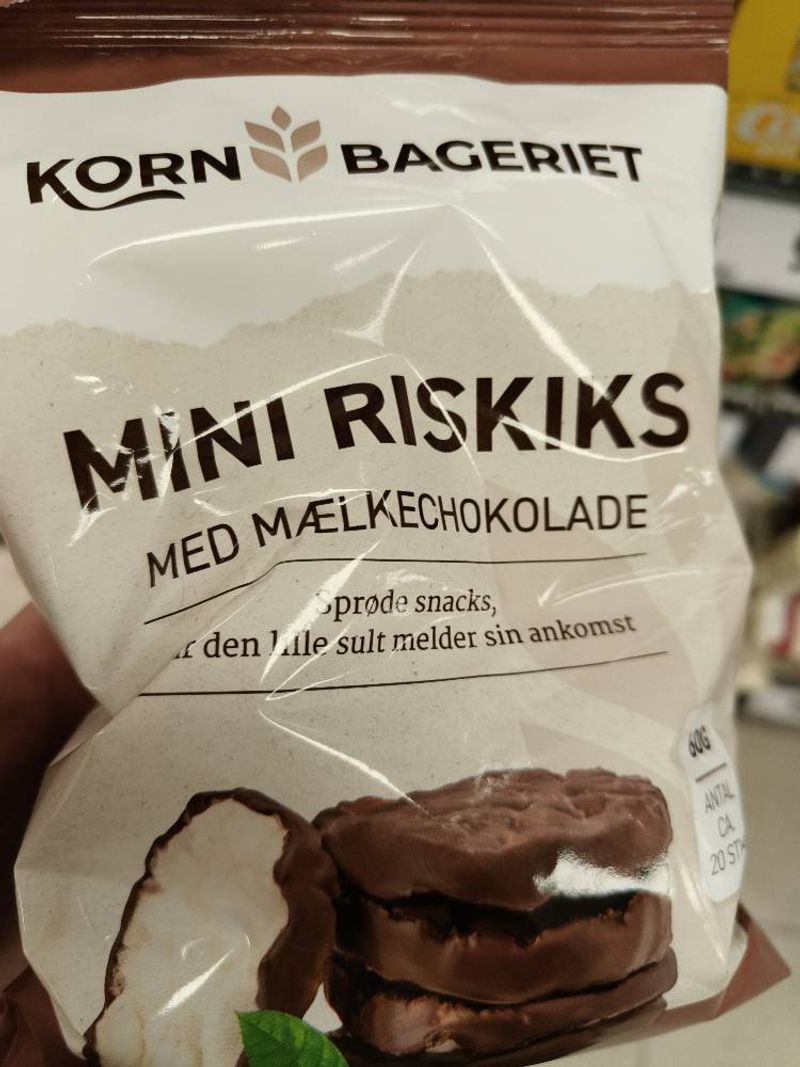 KORN BAGERIET
MINI RISKIKS
MED MÆLKECHOKOLADE
Sprøde snacks,
den lille sult melder sin ankomst
60G
ANTAL
CA.
20 STK